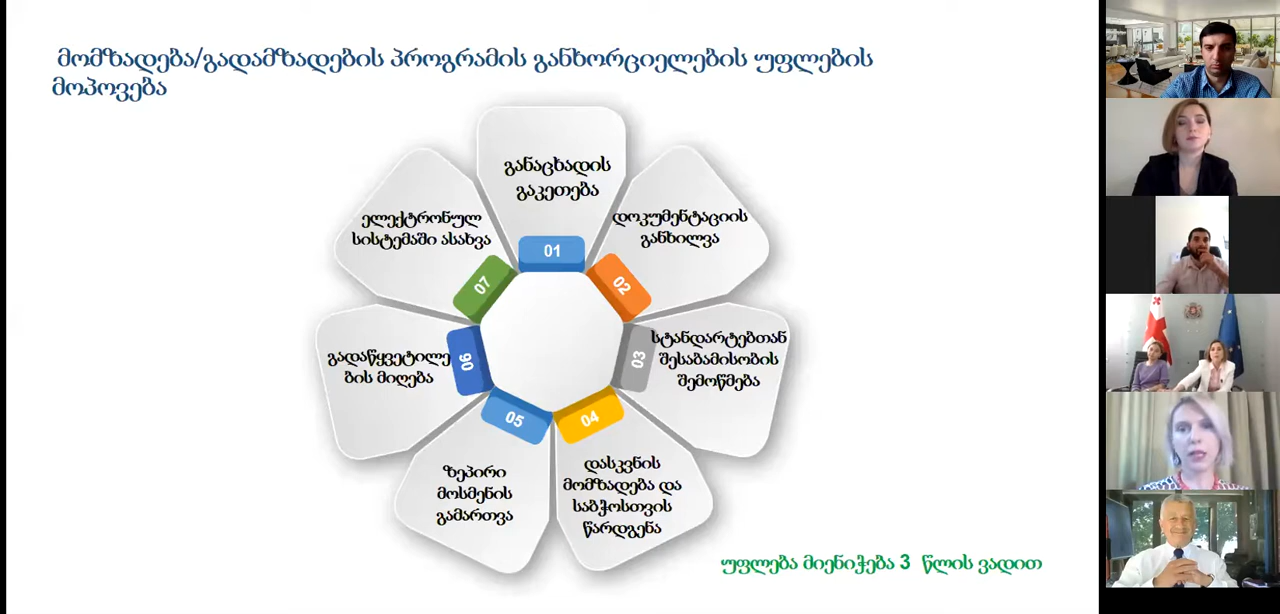 მომზადება/გადამზადების პროგრამის განხორციელების უფლების
მოპოვება
განაცხადის
გაკეთება
01
დოკუმენტაციის
განხილვა
02
სტანდარტებთან
შესაბამისობის
შემოწმება
03
დასკვნის
მომზადება და
საბჭოსთვის
წარდგენა
04
ზეპირი
მოსმენის
გამართვა
05
გადაწყვეტილე
ბის მიღება
06
ელექტრონულ
სისტემაში ასახვა
07
უფლება მიენიჭება 3 წლის ვადით